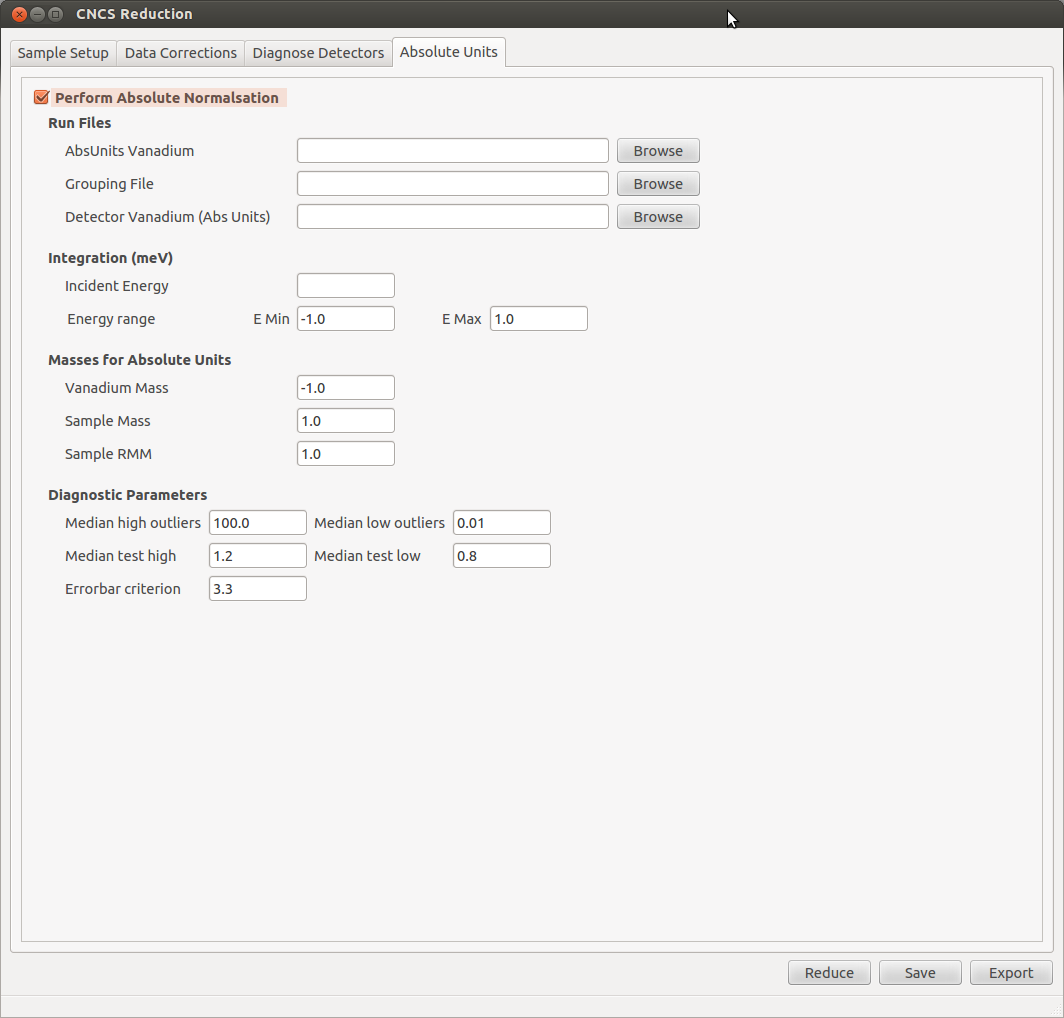 CNCS Reduction
Sample Setup Data Corrections Diagnose Detectors Absolute Units
Perform Absolute Normalsation
Run Files
AbsUnits Vanadium Browse
Grouping File Browse
Detector Vanadium (Abs Units) Browse
Integration (meV)
Incident Energy
Energy range E Min -1.0 E Max 1.0
Masses for Absolute Units
Vanadium Mass -1.0
Sample Mass 1.0
Sample RMM 1.0
Diagnostic Parameters
Median high outliers 100.0 Median low outliers 0.01
Median test high 1.2 Median test low 0.8
Errorbar criterion 3.3
Reduce Save Export